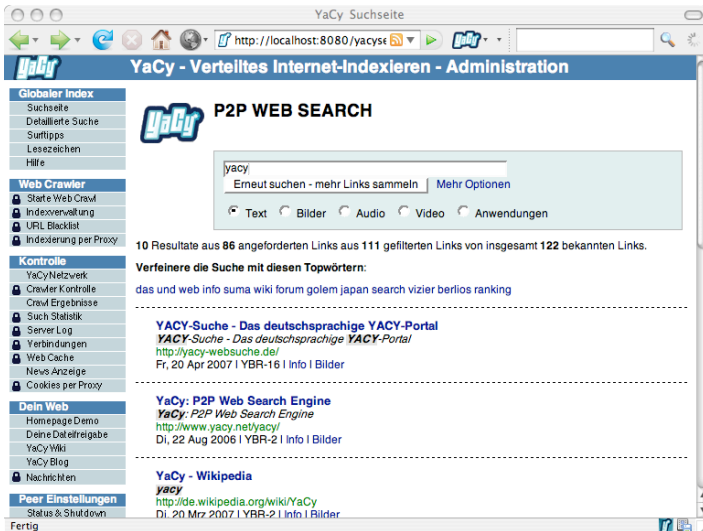 YaCy Suchseite
http://localhost:8080/yacyse
YaCy
YaCy - Verteiltes Internet-Indexieren - Administration
Globaler Index
Suchseite
Detaillierte Suche
Surftipps
Lesezeichen
Hilfe
Web Crawler
Starte Web Crawl
Indexverwaltung
URL Blacklist
Indexierung per Proxy
Kontrolle
YaCy Netzwerk
Crawler Kontrolle
Crawl Ergebnisse
Such Statistik
Server Log
Verbindungen
Web Cache
News Anzeige
Cookies per Proxy
Dein Web
Homepage Demo
Deine Dateifreigabe
YaCy Wiki
YaCy Blog
Nachrichten
Peer Einstellungen
Status & Shutdown
YaCy
P2P WEB SEARCH
yacy
Erneut suchen - mehr Links sammeln | Mehr Optionen
Text Bilder Audio Video Anwendungen
10 Resultate aus 86 angeforderten Links aus 111 gefilterten Links von insgesamt 122 bekannten Links.
Verfeinere die Suche mit diesen Topwörtern:
das und web info suma wiki forum golem japan search vizier berlios ranking
YACY-Suche - Das deutschsprachige YACY-Portal
YACY-Suche - Das deutschsprachige YACY-Portal
http://yacy-websuche.de/
Fr, 20 Apr 2007 | YBR-16 | Info | Bilder
YaCy: P2P Web Search Engine
YaCy: P2P Web Search Engine
http://www.yacy.net/yacy/
Di, 22 Aug 2006 | YBR-2 | Info | Bilder
YaCy - Wikipedia
yacy
http://de.wikipedia.org/wiki/YaCy
Di, 20 Mrz 2007 | YBR-2 | Info | Bilder
Fertig